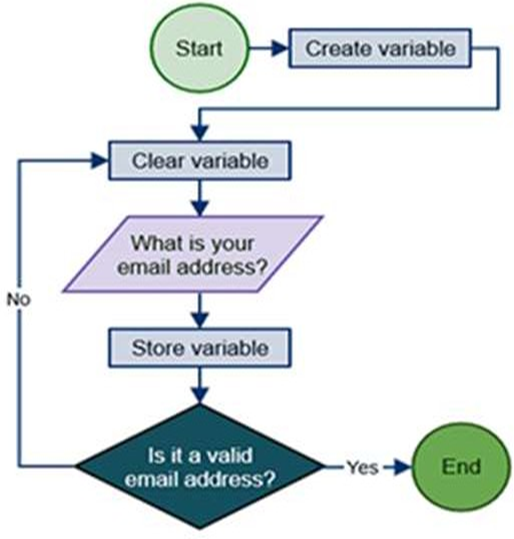 Start
Create variable
Clear variable
What is your
email address?
No
Store variable
Is it a valid
email address?
Yes
End